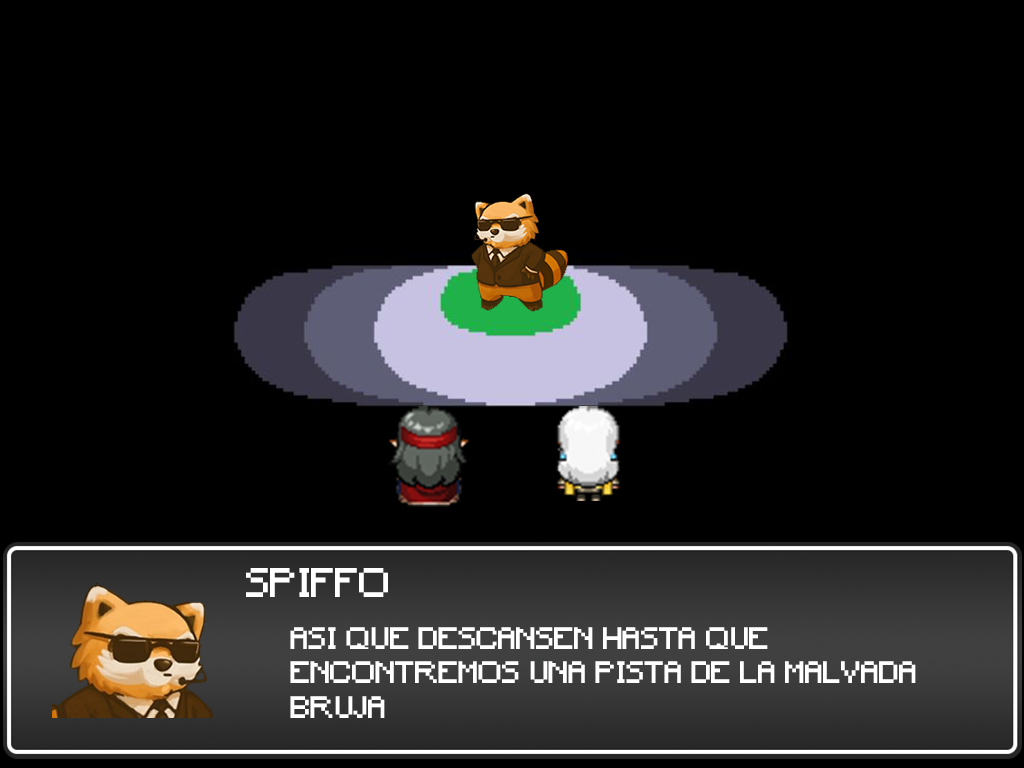 SPIFFO
ASI QUE DESCANSEN HASTA QUE
ENCONTREMOS UNA PISTA DE LA MALVADA
BRUJA